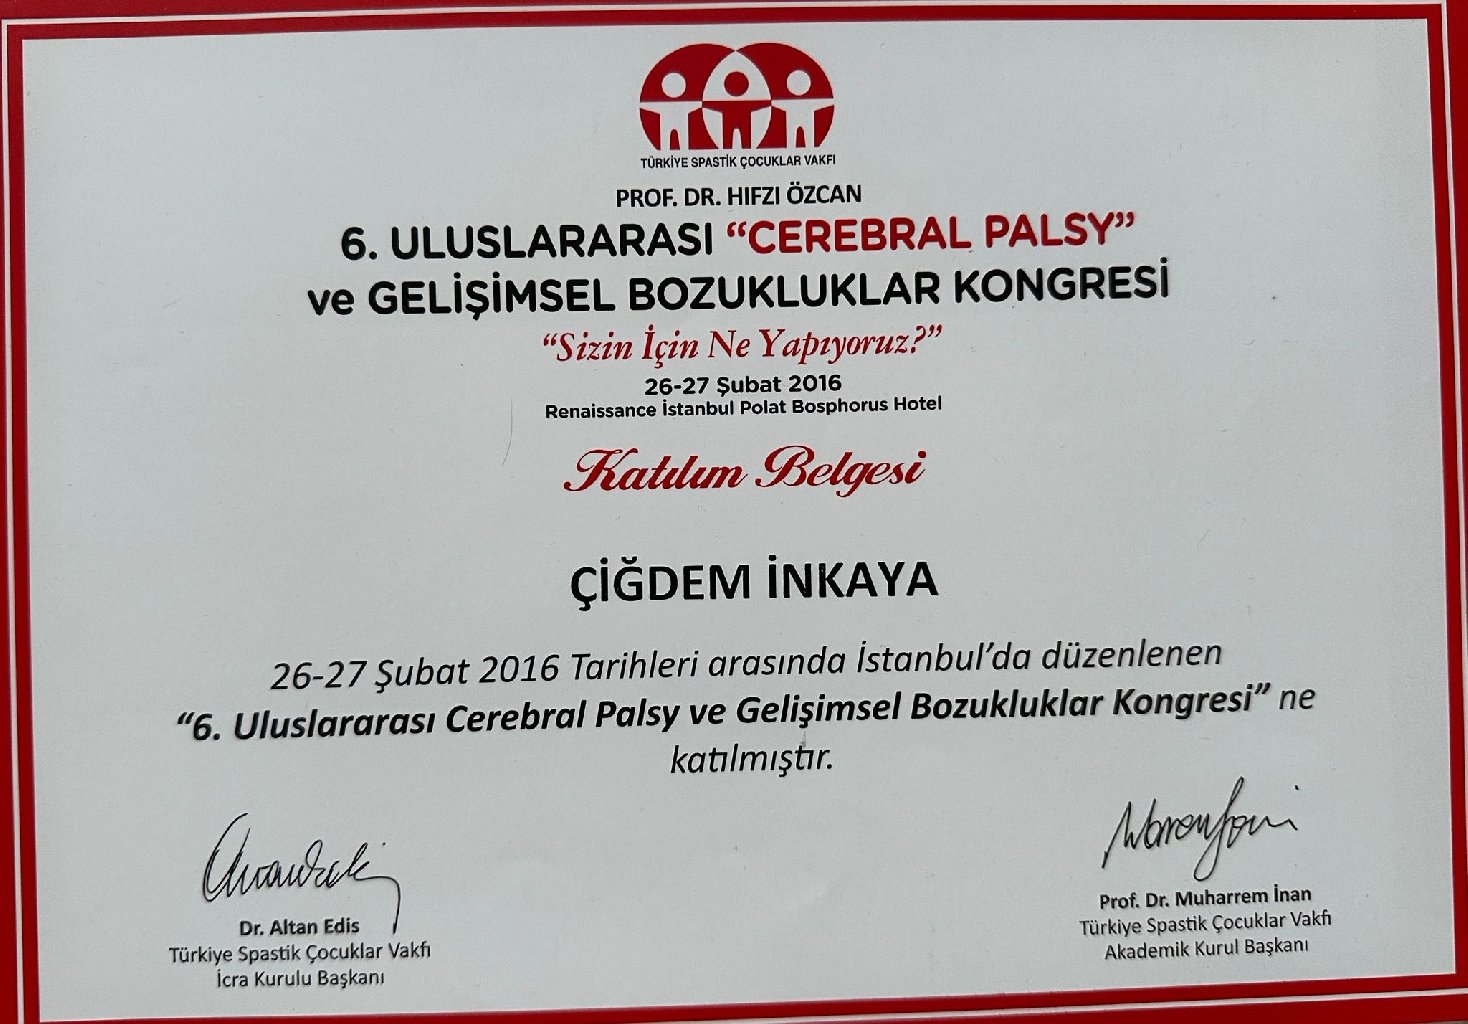 TÜRKİYE SPASTİK ÇOCUKLAR VAKFI
PROF. DR. HIFZI ÖZCAN
6. ULUSLARARASI “CEREBRAL PALSY”
ve GELİŞİMSEL BOZUKLUKLAR KONGRESİ
“Sizin İçin Ne Yapıyoruz?”
26-27 Şubat 2016
Renaissance İstanbul Polat Bosphorus Hotel
Katılım Belgesi
ÇİĞDEM İNKAYA
26-27 Şubat 2016 Tarihleri arasında İstanbul’da düzenlenen
“6. Uluslararası Cerebral Palsy ve Gelişimsel Bozukluklar Kongresi” ne
katılmıştır.
Dr. Altan Edis
Türkiye Spastik Çocuklar Vakfı
İcra Kurulu Başkanı
Prof. Dr. Muharrem İnan
Türkiye Spastik Çocuklar Vakfı
Akademik Kurul Başkanı